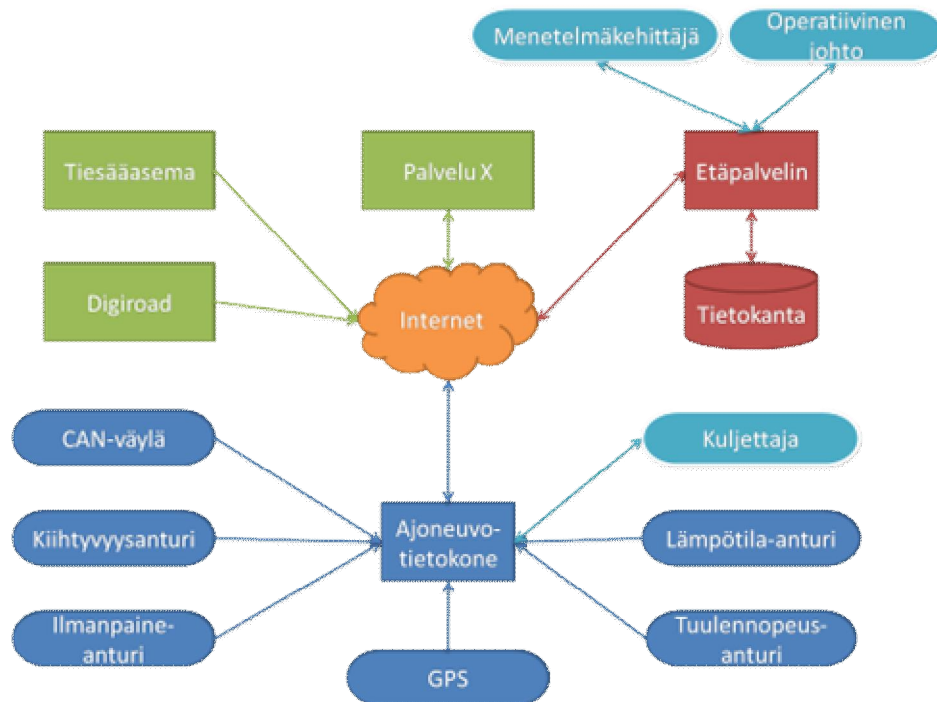 Menetelmäkehittäjä
Operatiivinen
johto
Tiesääasema
Palvelu X
Etäpalvelin
Digiroad
Internet
Tietokanta
CAN-väylä
Kuljettaja
Kiihtyvyysanturi
Ajoneuvo-
tietokone
Lämpötila-anturi
Ilmanpaine-
anturi
GPS
Tuulennopeus-
anturi